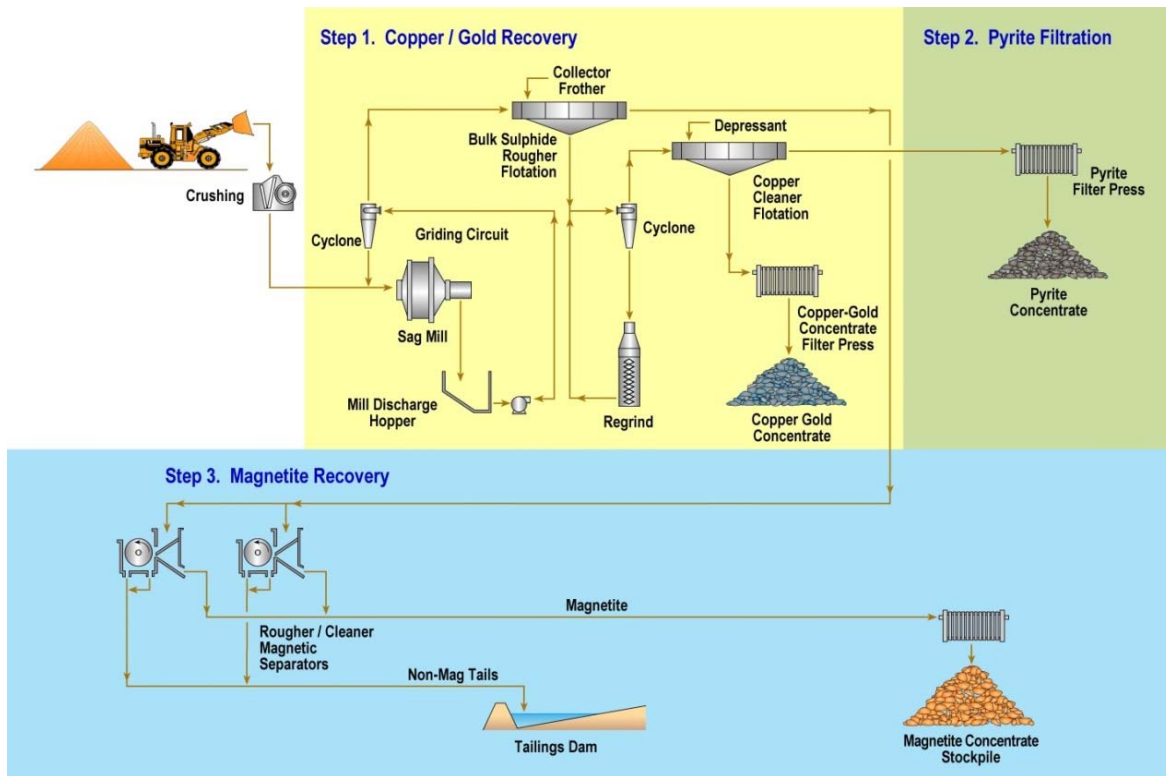 Step 1.  Copper / Gold Recovery
Step 2.  Pyrite Filtration
Collector
Frother
Depressant
Bulk Sulphide
Rougher
Flotation
Crushing
Copper
Cleaner
Flotation
Pyrite
Filter Press
Cyclone
Griding Circuit
Cyclone
Pyrite
Concentrate
Sag Mill
Copper-Gold
Concentrate
Filter Press
Mill Discharge
Hopper
Regrind
Copper Gold
Concentrate
Step 3.  Magnetite Recovery
Magnetite
Rougher / Cleaner
Magnetic
Separators
Non-Mag Tails
Tailings Dam
Magnetite Concentrate
Stockpile